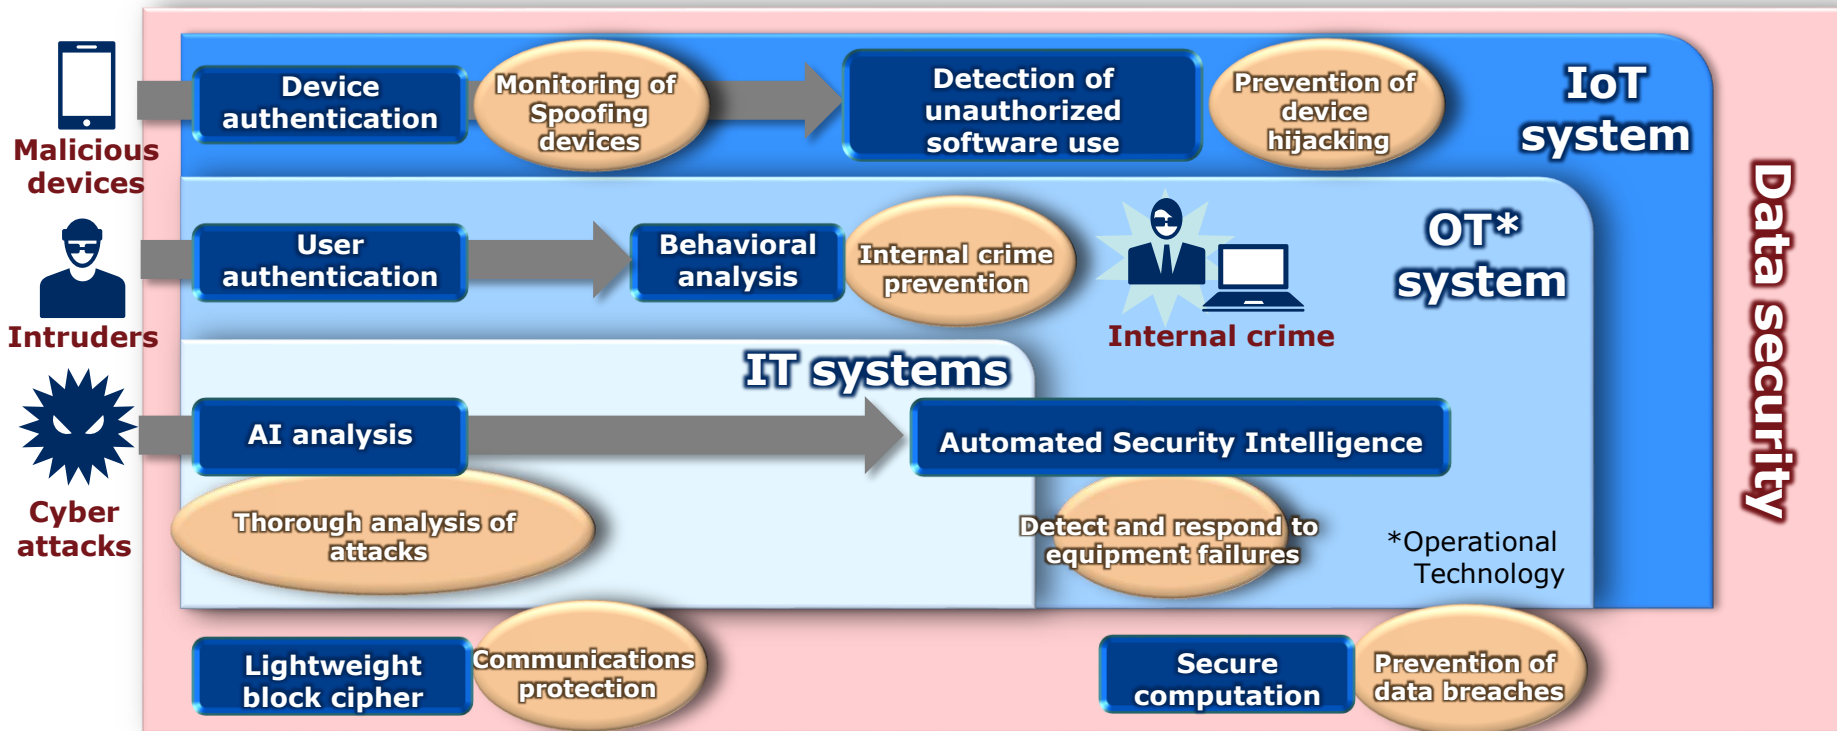 Malicious
devices
Device
authentication
Monitoring of
Spoofing
devices
Detection of
unauthorized
software use
Prevention of
device
hijacking
IoT
system
Intruders
User
authentication
Behavioral
analysis
Internal crime
prevention
Internal crime
OT*
system
Data security
IT systems
Cyber
attacks
AI analysis
Automated Security Intelligence
Thorough analysis of
attacks
Detect and respond to
equipment failures
*Operational
Technology
Lightweight
block cipher
Communications
protection
Secure
computation
Prevention of
data breaches